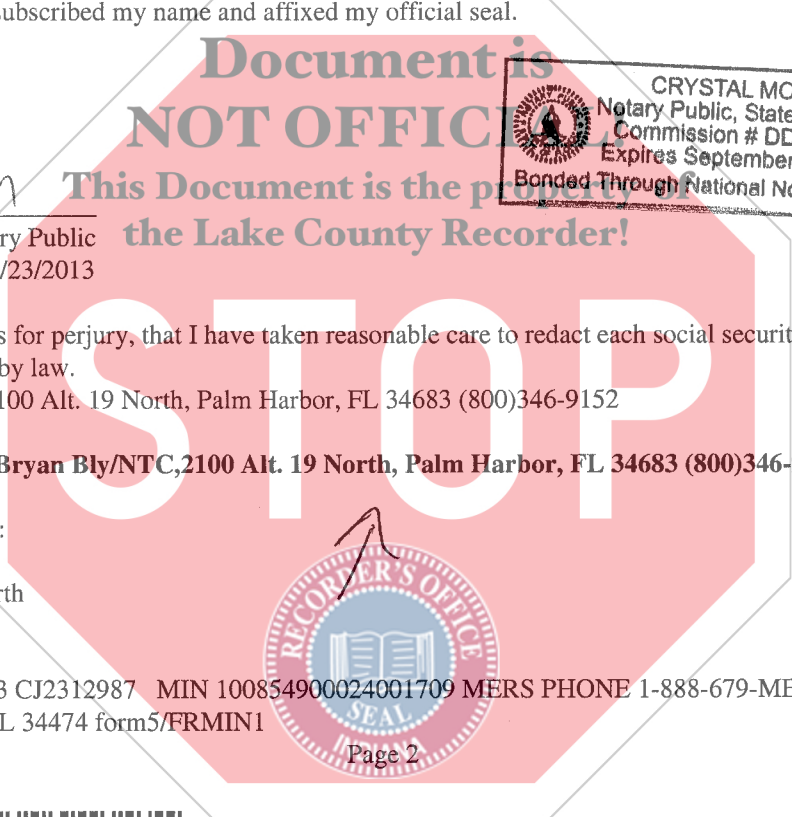 subscribed my name and affixed my official seal.
Document is
NOT OFFICIAL!
This Document is the property of
the Lake County Recorder!
CRYSTAL MO
Notary Public, State
Commission # DD
Expires September
Bonded Through National No
ry Public
/23/2013
s for perjury, that I have taken reasonable care to redact each social securit
by law.
100 Alt. 19 North, Palm Harbor, FL 34683 (800)346-9152
Bryan Bly/NTC,2100 Alt. 19 North, Palm Harbor, FL 34683 (800)346-
STOP
:
rth
RECORDER'S OFFICE
SEAL
INDIANA
3 CJ2312987 MIN 100854900024001709 MERS PHONE 1-888-679-ME
L 34474 form5/FRMIN1
Page 2